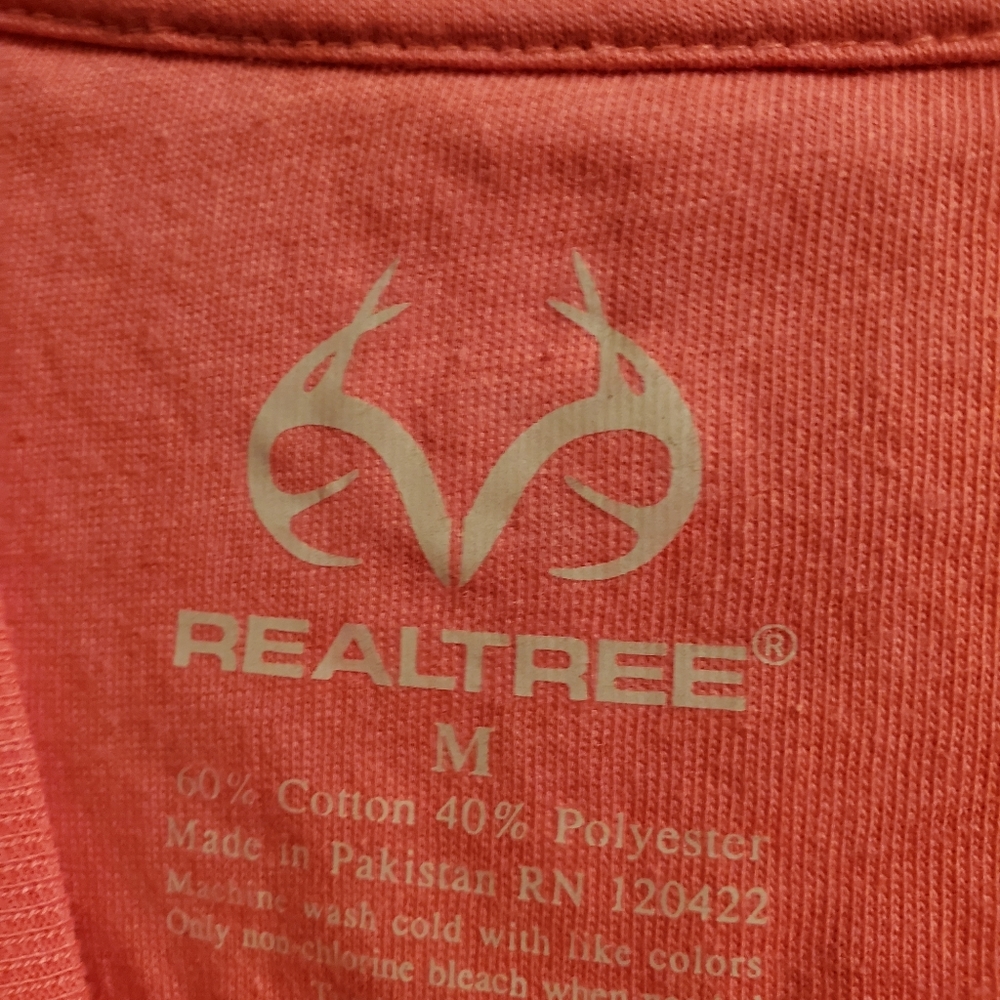 REALTREE®
M
60% Cotton 40% Polyester
Made in Pakistan RN 120422
Machine wash cold with like colors
Only non-chlorine bleach when